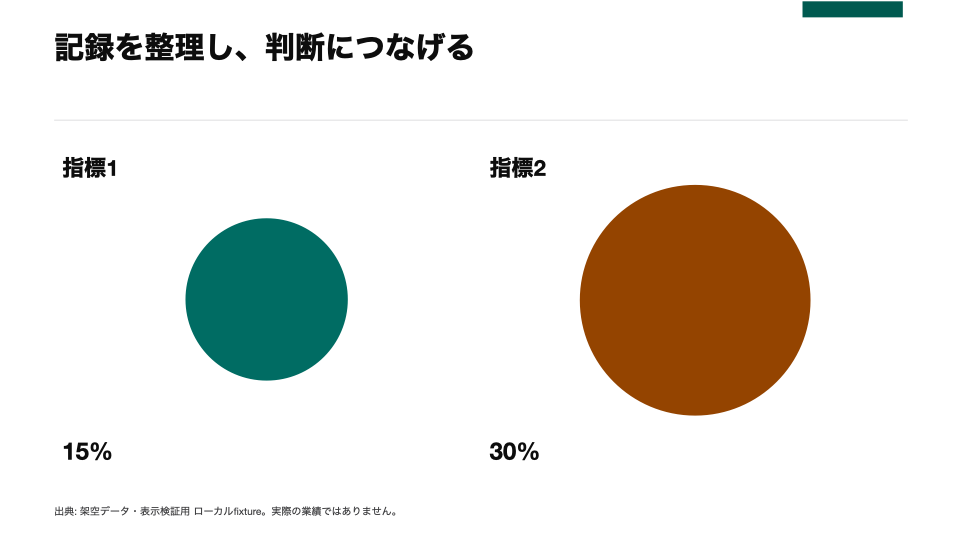 記録を整理し、判断につなげる
指標1
指標2
15%
30%
出典: 架空データ・表示検証用 ローカルfixture。実際の業績ではありません。